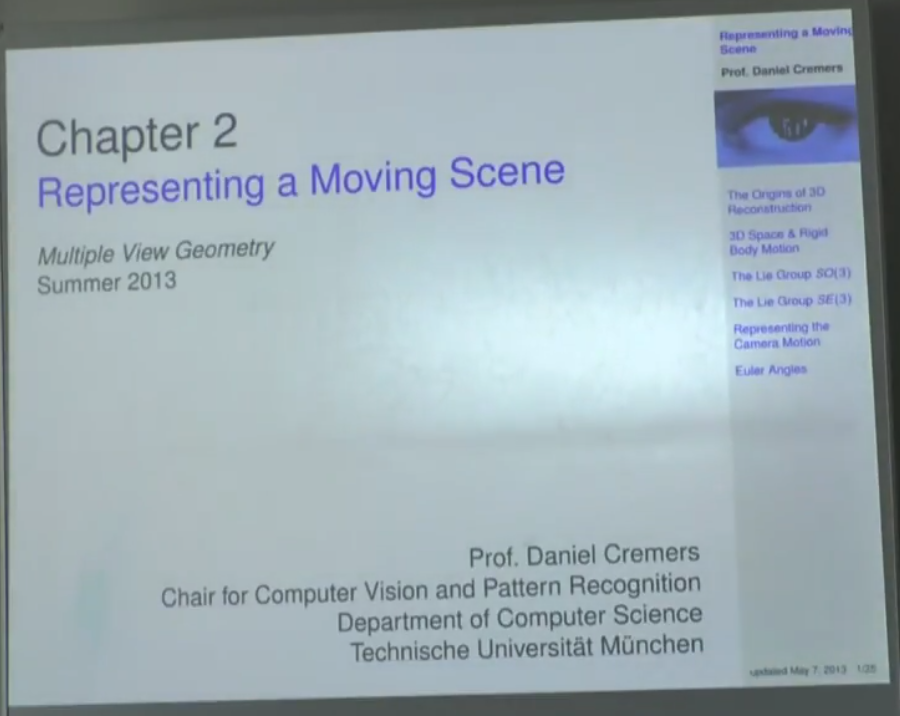 Chapter 2
Representing a Moving Scene
Multiple View Geometry
Summer 2013
Prof. Daniel Cremers
Chair for Computer Vision and Pattern Recognition
Department of Computer Science
Technische Universität München
Representing a Moving
Scene
Prof. Daniel Cremers
The Origins of 3D
Reconstruction
3D Space & Rigid
Body Motion
The Lie Group SO(3)
The Lie Group SE(3)
Representing the
Camera Motion
Euler Angles
updated May 7, 2013 1/35